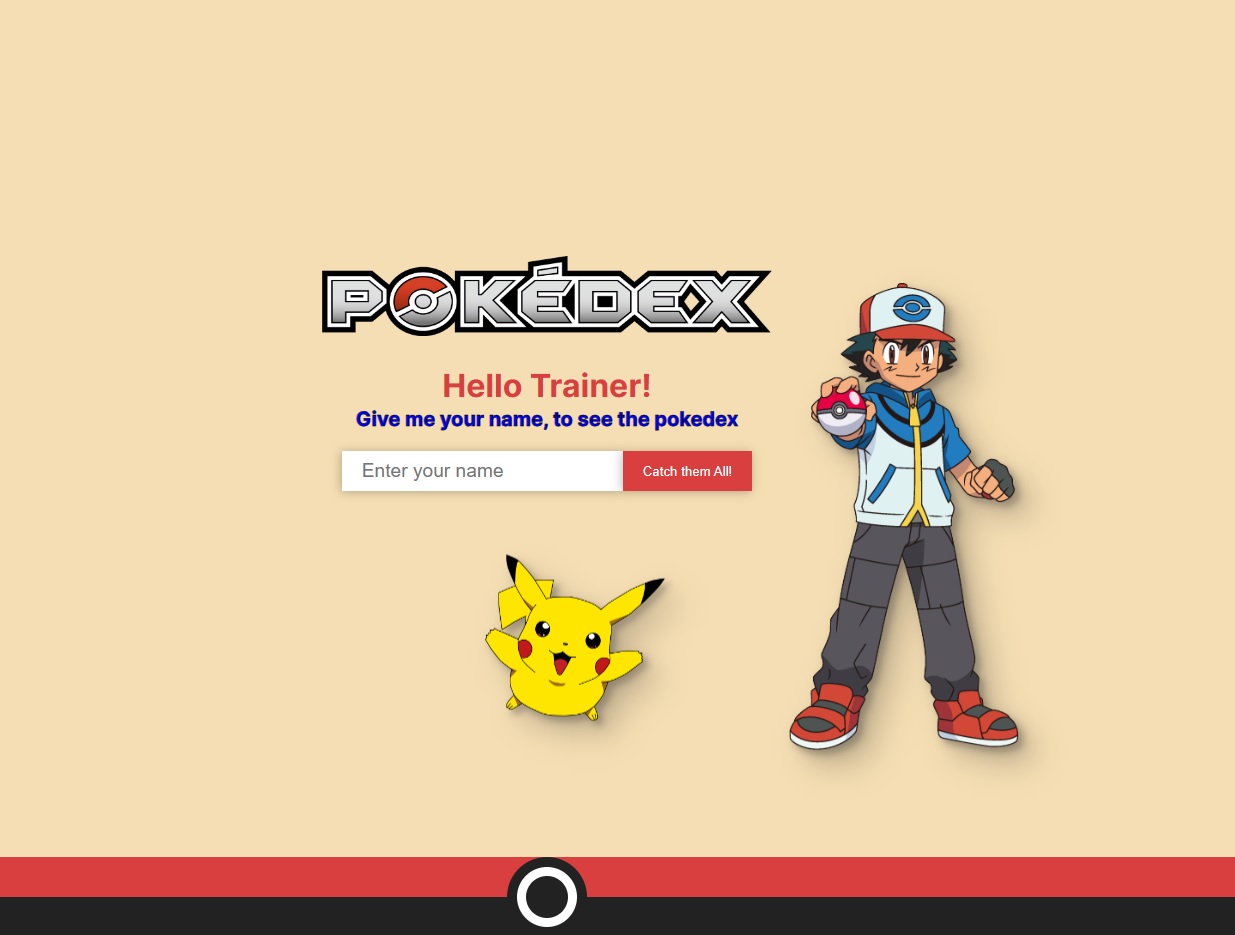 POKÉDEX
Hello Trainer!
Give me your name, to see the pokedex
Enter your name
Catch them All!